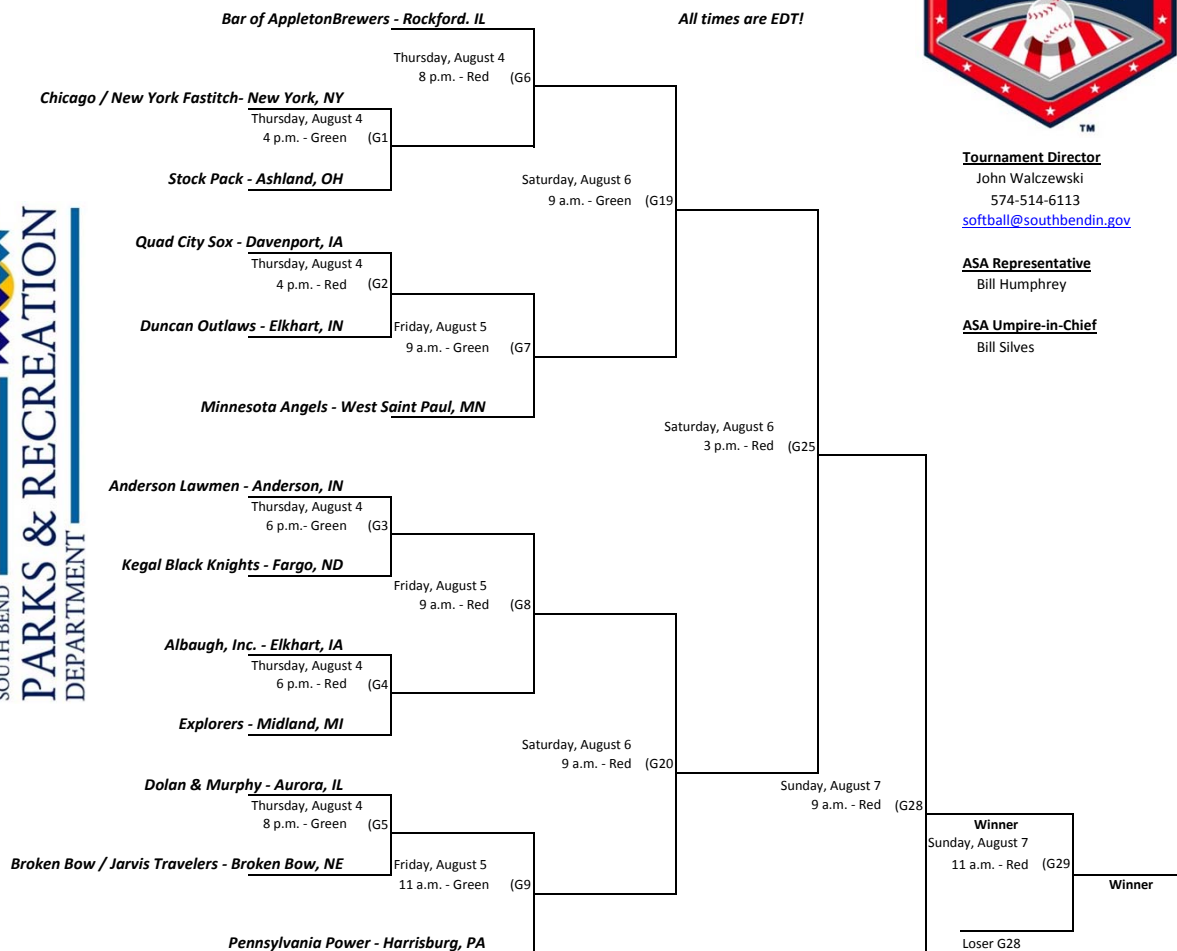 Bar of AppletonBrewers - Rockford. IL
All times are EDT!
Thursday, August 4
8 p.m. - Red (G6
Chicago / New York Fastitch- New York, NY
Thursday, August 4
4 p.m. - Green (G1
Stock Pack - Ashland, OH
Saturday, August 6
9 a.m. - Green (G19
Quad City Sox - Davenport, IA
Thursday, August 4
4 p.m. - Red (G2
Duncan Outlaws - Elkhart, IN
Friday, August 5
9 a.m. - Green (G7
Minnesota Angels - West Saint Paul, MN
Saturday, August 6
3 p.m. - Red (G25
Anderson Lawmen - Anderson, IN
Thursday, August 4
6 p.m.- Green (G3
Kegal Black Knights - Fargo, ND
Friday, August 5
9 a.m. - Red (G8
Albaugh, Inc. - Elkhart, IA
Thursday, August 4
6 p.m. - Red (G4
Explorers - Midland, MI
Saturday, August 6
9 a.m. - Red (G20
Dolan & Murphy - Aurora, IL
Thursday, August 4
8 p.m. - Green (G5
Broken Bow / Jarvis Travelers - Broken Bow, NE
Friday, August 5
11 a.m. - Green (G9
Pennsylvania Power - Harrisburg, PA
Sunday, August 7
9 a.m. - Red (G28
Winner
Sunday, August 7
11 a.m. - Red (G29
Winner
Loser G28
TM
Tournament Director
John Walczewski
574-514-6113
softball@southbendin.gov
ASA Representative
Bill Humphrey
ASA Umpire-in-Chief
Bill Silves
SOUTH BEND
PARKS & RECREATION
DEPARTMENT